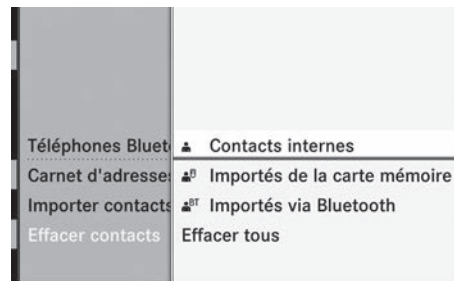 Téléphones Bluet
Carnet d'adresse
Importer contacts
Effacer contacts
Contacts internes
Importés de la carte mémoire
BT Importés via Bluetooth
Effacer tous